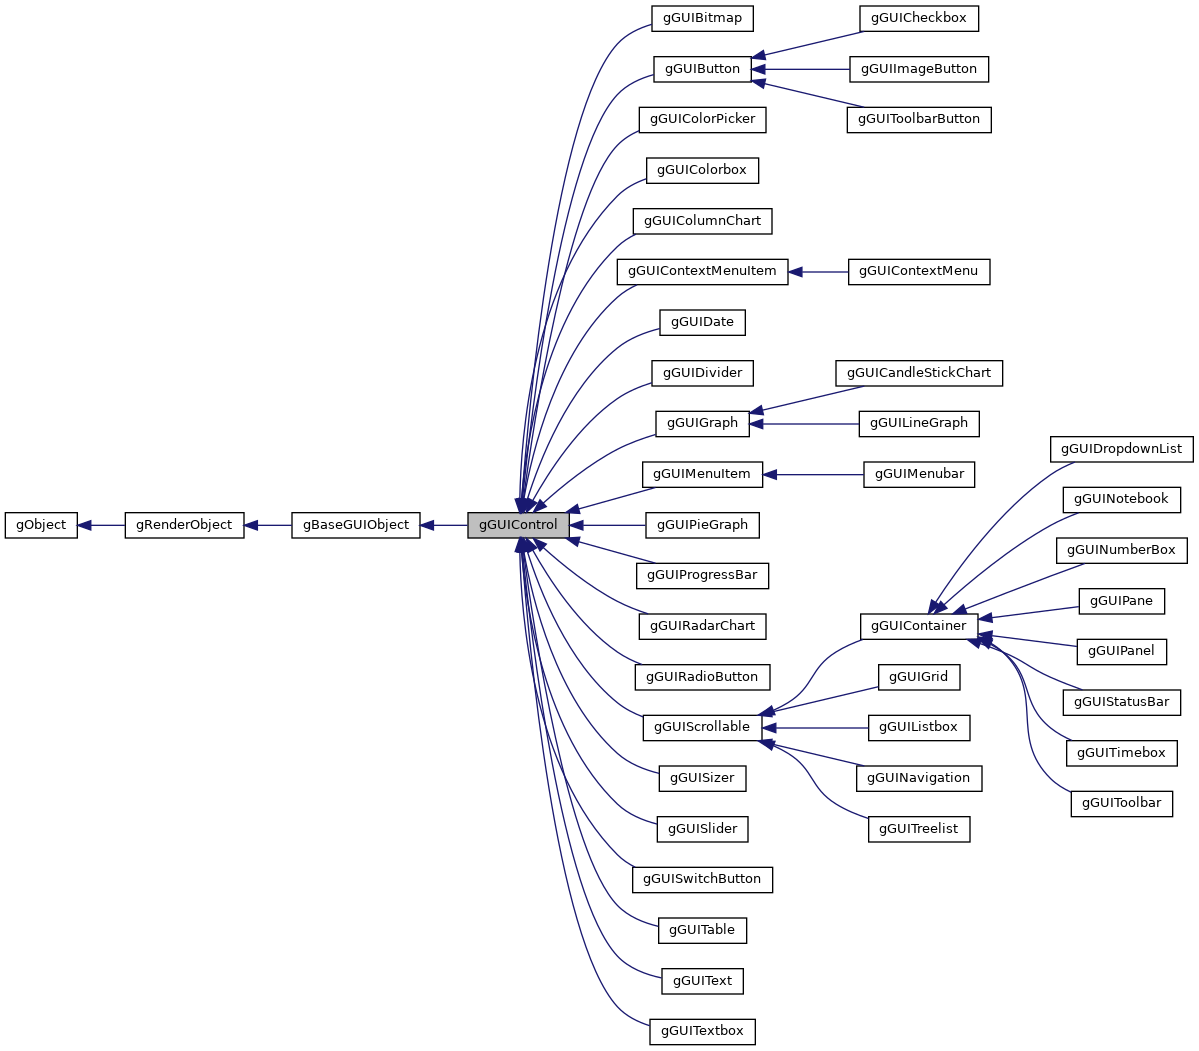 gObject
gRenderObject
gBaseGUIObject
gGUIControl
gGUIBitmap
gGUIButton
gGUIColorPicker
gGUIColorbox
gGUIColumnChart
gGUIContextMenuItem
gGUIDate
gGUIDivider
gGUIGraph
gGUIMenuItem
gGUIPieGraph
gGUIProgressBar
gGUIRadarChart
gGUIRadioButton
gGUIScrollable
gGUISizer
gGUISlider
gGUISwitchButton
gGUITable
gGUIText
gGUITextbox
gGUICheckbox
gGUIImageButton
gGUIToolbarButton
gGUIContextMenu
gGUICandleStickChart
gGUILineGraph
gGUIMenubar
gGUIContainer
gGUIGrid
gGUIListbox
gGUINavigation
gGUITreelist
gGUIDropdownList
gGUINotebook
gGUINumberBox
gGUIPane
gGUIPanel
gGUIStatusBar
gGUITimebox
gGUIToolbar